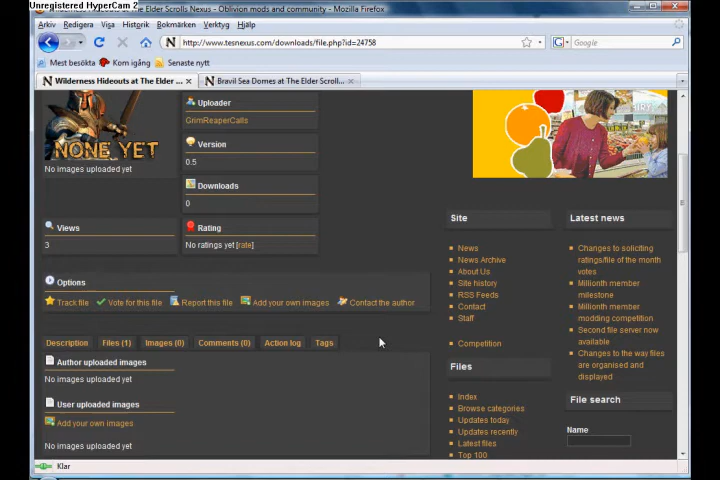 Unregistered HyperCam 2
Wilderness Hideouts at The Elder Scrolls Nexus - Oblivion mods and community - Mozilla Firefox
Arkiv Redigera Visa Historik Bokmärken Verktyg Hjälp
http://www.tesnexus.com/downloads/file.php?id=24758
Google
Mest besökta Kom igång Senaste nytt
Wilderness Hideouts at The Elder ...
Bravil Sea Domes at The Elder Scroll...
NONE YET
No images uploaded yet
Uploader
GrimReaperCalls
Version
0.5
Downloads
0
Views
3
Rating
No ratings yet [rate]
Options
Track file Vote for this file Report this file Add your own images Contact the author
Description Files (1) Images (0) Comments (0) Action log Tags
Author uploaded images
No images uploaded yet
User uploaded images
Add your own images
No images uploaded yet
Site
News
News Archive
About Us
Site history
RSS Feeds
Contact
Staff
Competition
Files
Index
Browse categories
Updates today
Updates recently
Latest files
Top 100
Latest news
Changes to soliciting
ratings/file of the month
votes
Millionth member
milestone
Millionth member
modding competition
Second file server now
available
Changes to the way files
are organised and
displayed
File search
Name
Klar